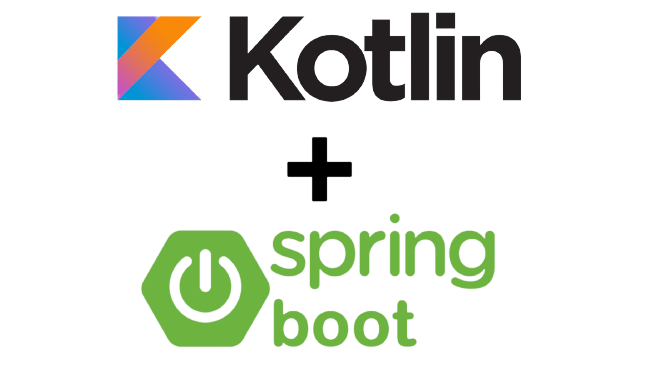 Kotlin
+
spring
boot